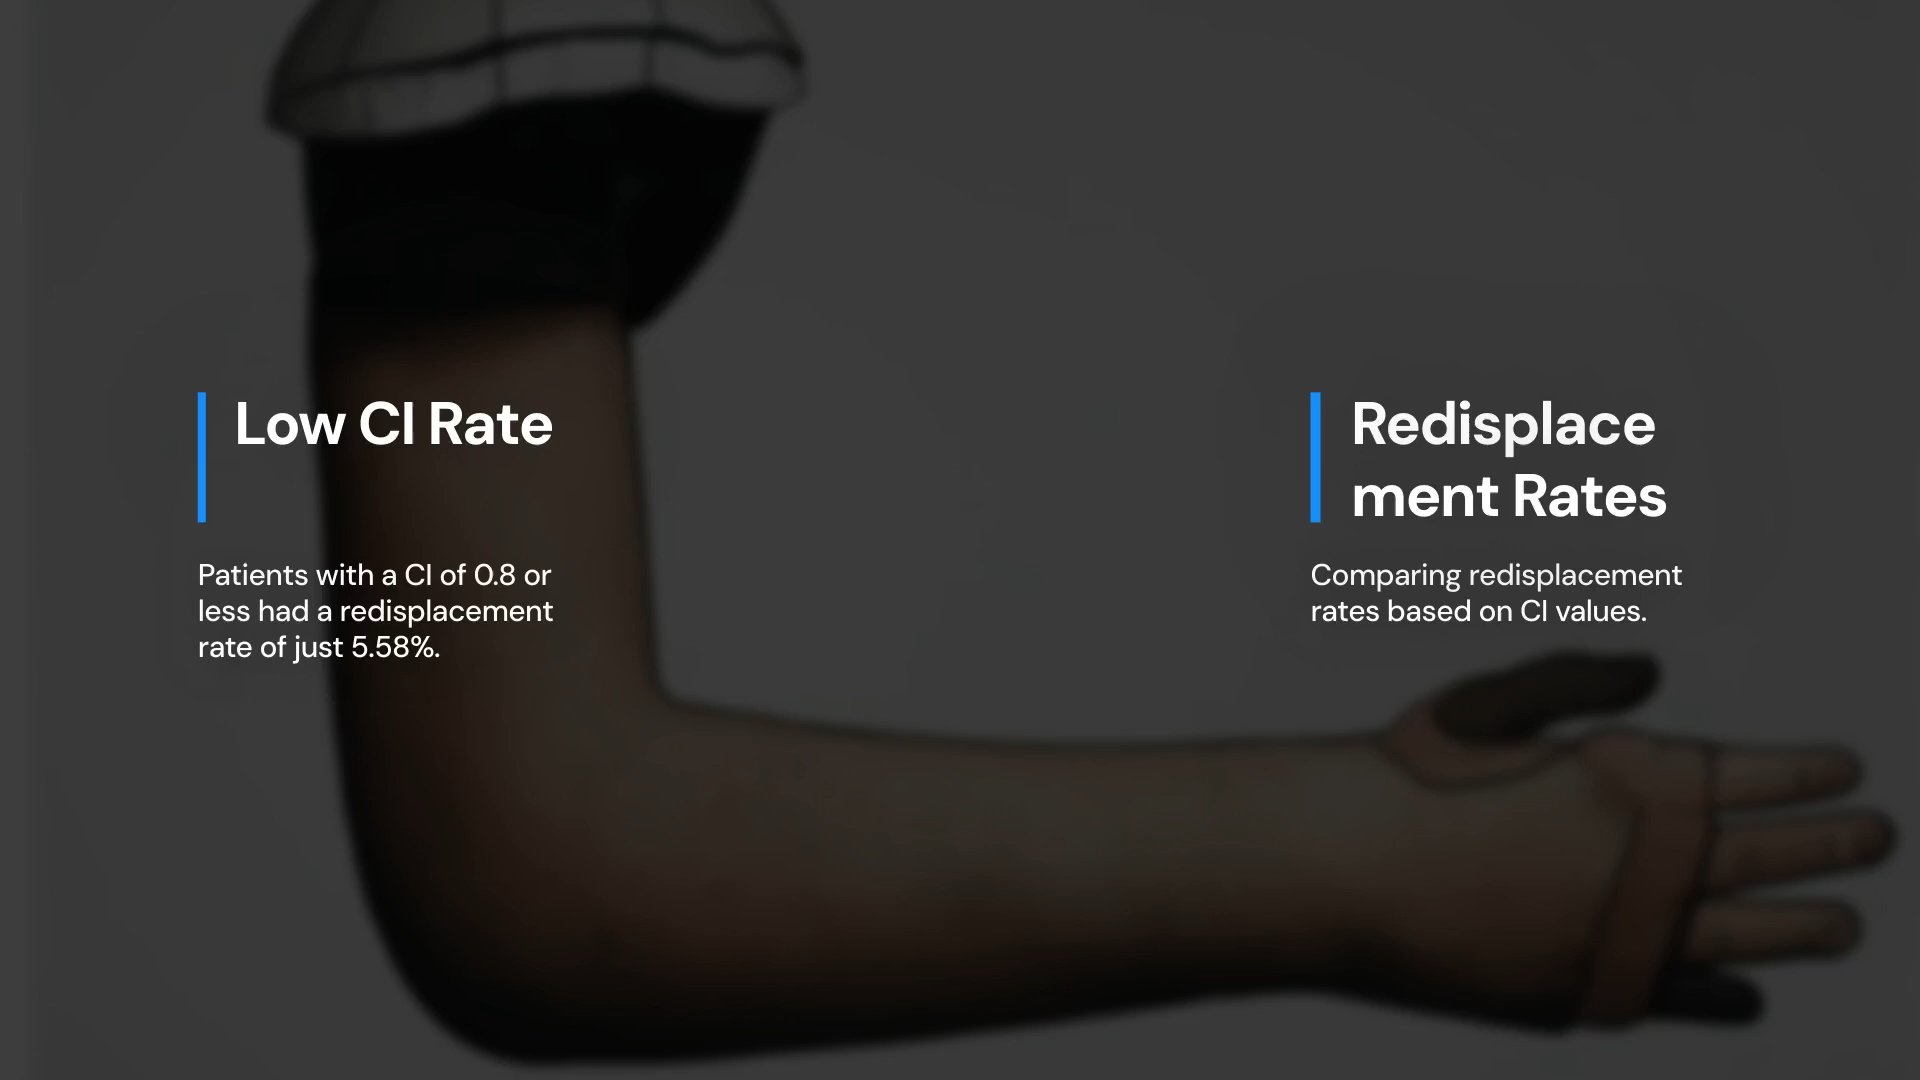 Low CI Rate
Patients with a CI of 0.8 or
less had a redisplacement
rate of just 5.58%.
Redisplace
ment Rates
Comparing redisplacement
rates based on CI values.